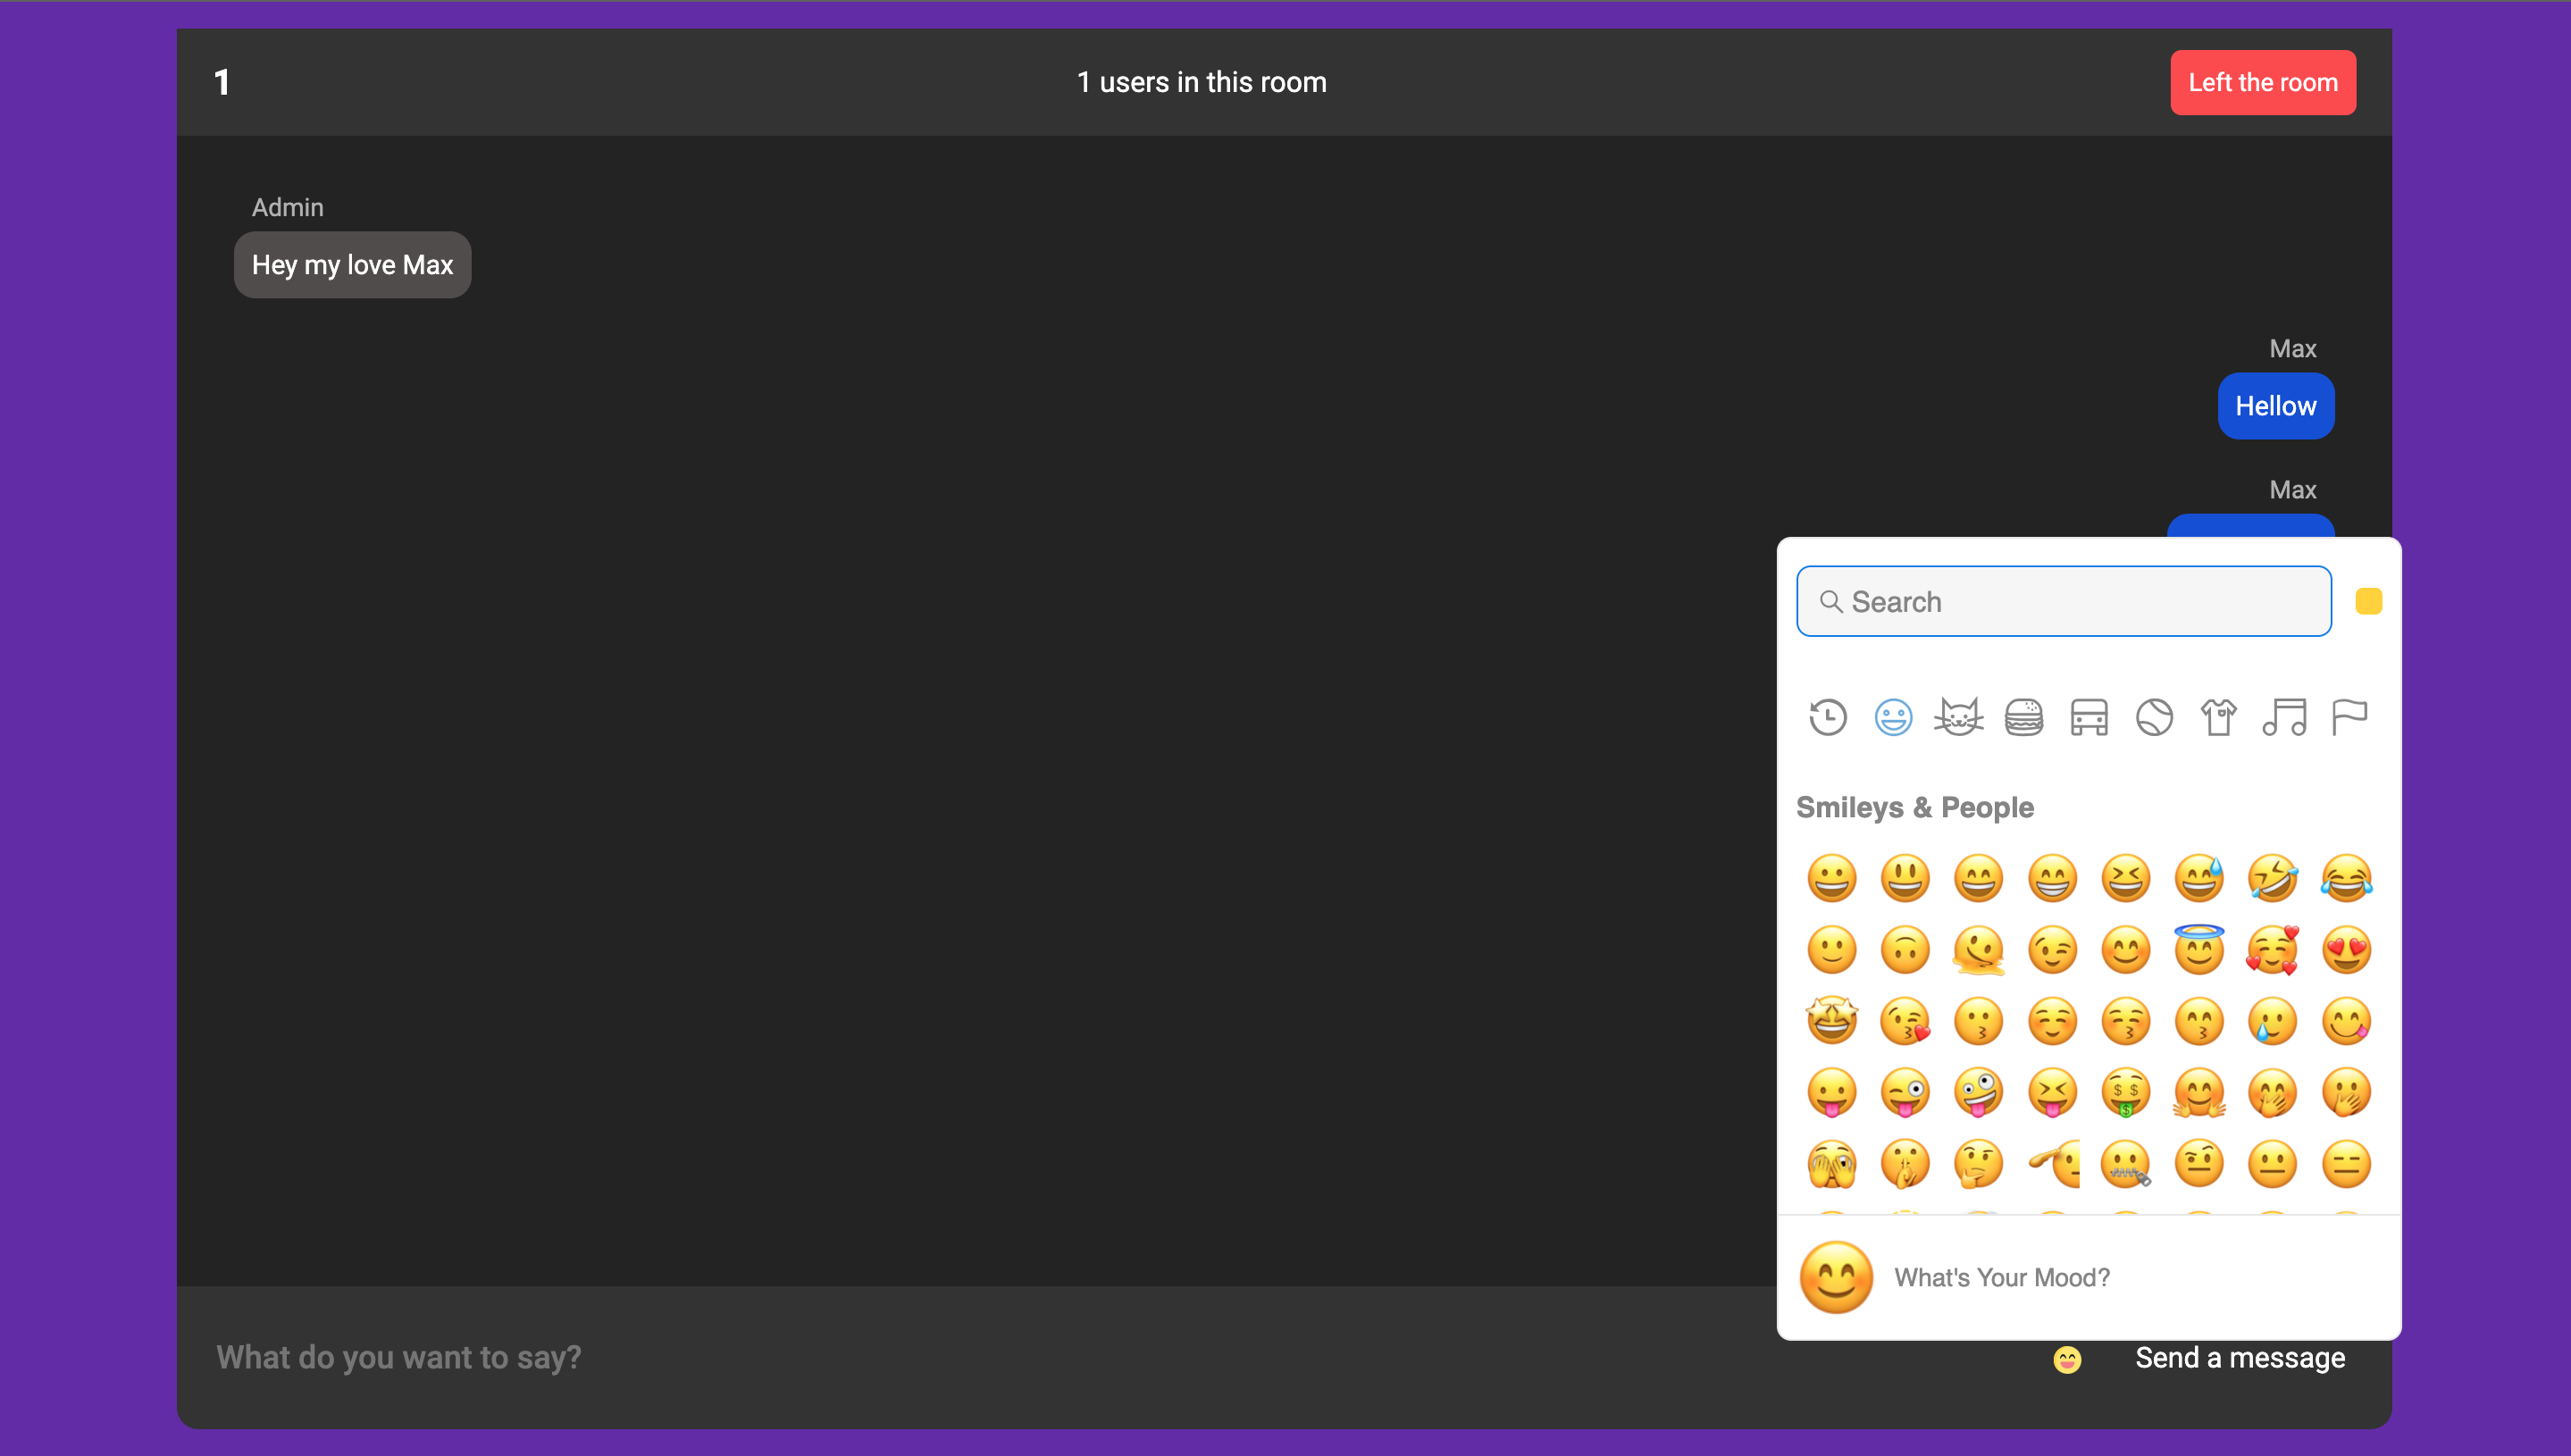 1
1 users in this room
Left the room
Admin
Hey my love Max
Max
Hellow
Max
Search
Smileys & People
What's Your Mood?
What do you want to say?
Send a message